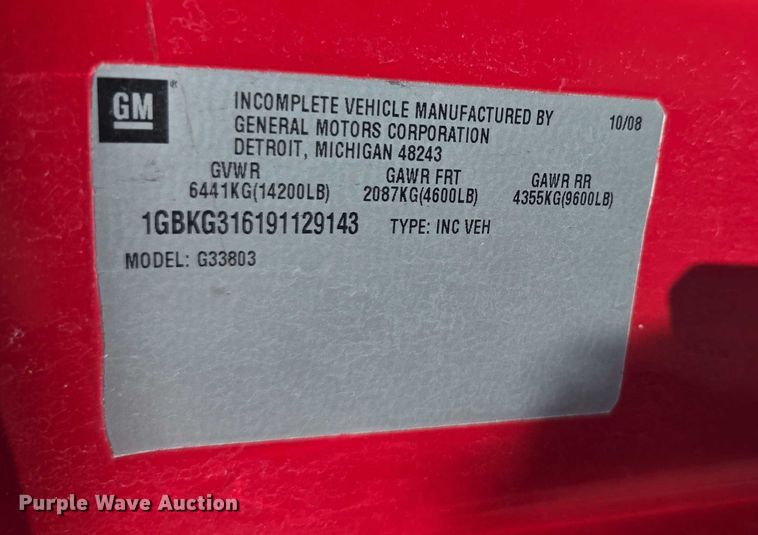 GM®
INCOMPLETE VEHICLE MANUFACTURED BY 10/08
GENERAL MOTORS CORPORATION
DETROIT, MICHIGAN 48243
GVWR GAWR FRT GAWR RR
6441KG(14200LB) 2087KG(4600LB) 4355KG(9600LB)
1GBKG316191129143 TYPE: INC VEH
MODEL: G33803
Purple Wave Auction